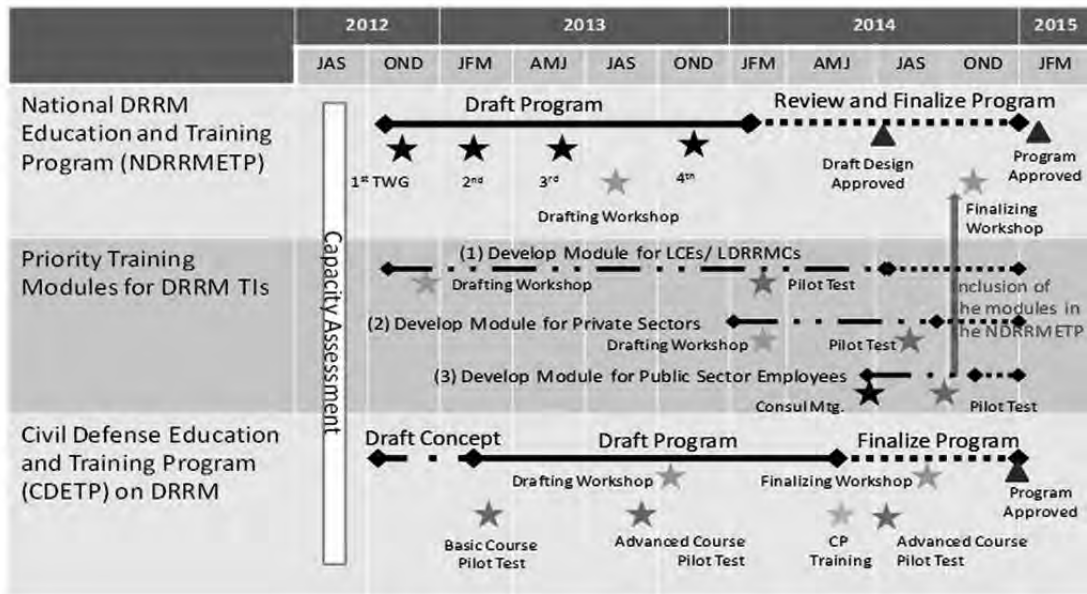 2012 2013 2014 2015
JAS OND JFM AMJ JAS OND JFM AMJ JAS OND JFM
National DRRM
Education and Training
Program (NDRRMETP)
Draft Program
Review and Finalize Program
1st TWG
2nd
3rd
4th
Drafting Workshop
Draft Design
Approved
Program
Approved
Finalizing
Workshop
Capacity Assessment
Priority Training
Modules for DRRM TIs
(1) Develop Module for LCEs/ LDRRMCs
Drafting Workshop
Pilot Test
(2) Develop Module for Private Sectors
Drafting Workshop
Pilot Test
(3) Develop Module for Public Sector Employees
Consul Mtg.
Pilot Test
Inclusion of
the modules in
the NDRRMETP
Civil Defense Education
and Training Program
(CDETP) on DRRM
Draft Concept
Draft Program
Finalize Program
Drafting Workshop
Finalizing Workshop
Program
Approved
Basic Course
Pilot Test
Advanced Course
Pilot Test
CP
Training
Advanced Course
Pilot Test